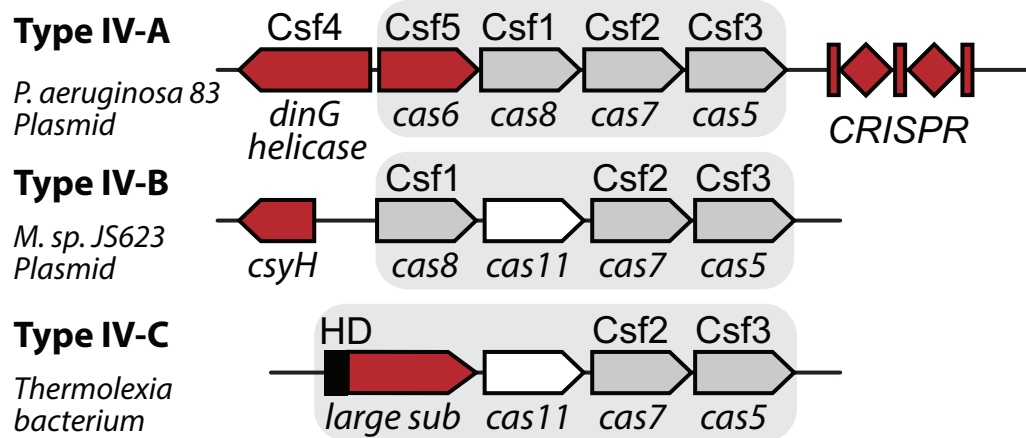 Type IV-A
Csf4 Csf5 Csf1 Csf2 Csf3
P. aeruginosa 83
Plasmid
dinG
helicase
cas6 cas8 cas7 cas5
CRISPR
Type IV-B
Csf1 Csf2 Csf3
M. sp. JS623
Plasmid
csyH cas8 cas11 cas7 cas5
Type IV-C
HD Csf2 Csf3
Thermolexia
bacterium
large sub cas11 cas7 cas5